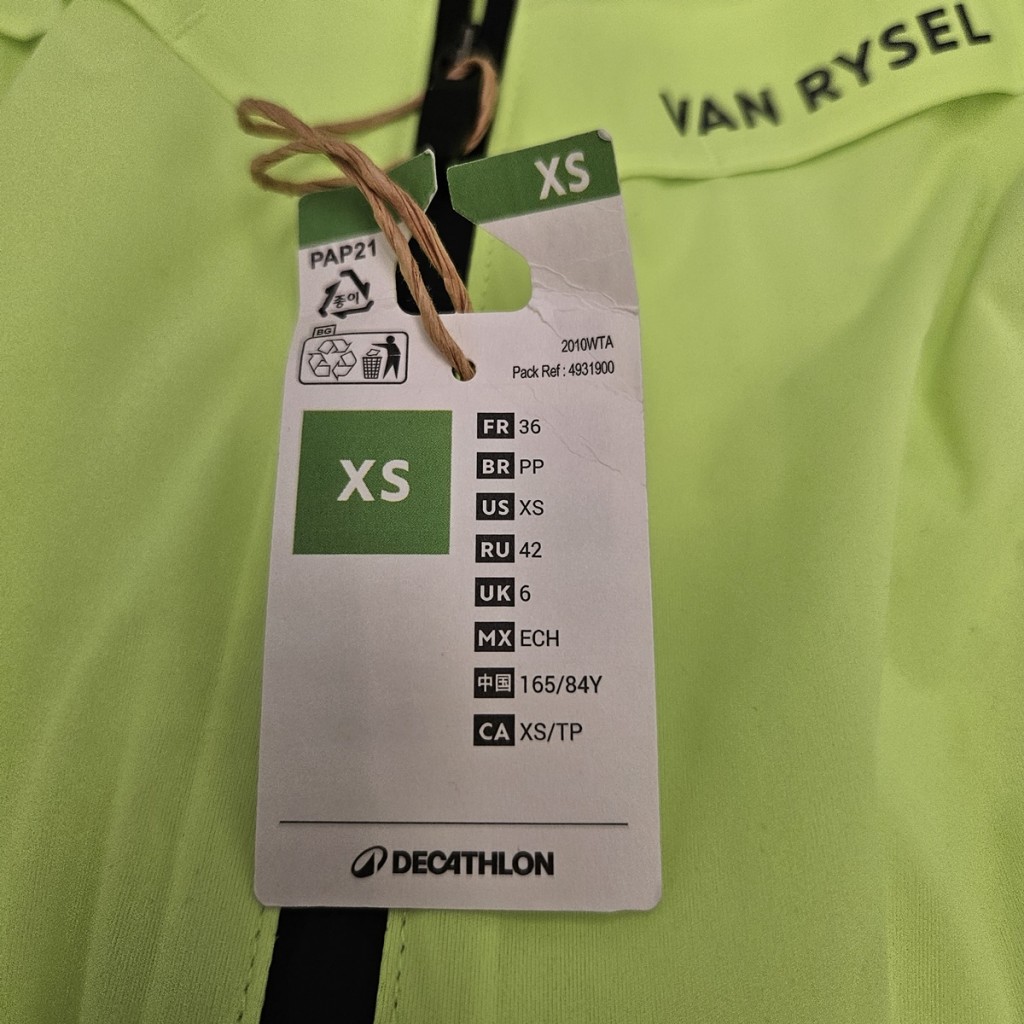 VAN RYSEL
XS
PAP21
종이
BG
2010WTA
Pack Ref : 4931900
XS
FR 36
BR PP
US XS
RU 42
UK 6
MX ECH
中国 165/84Y
CA XS/TP
DECATHLON